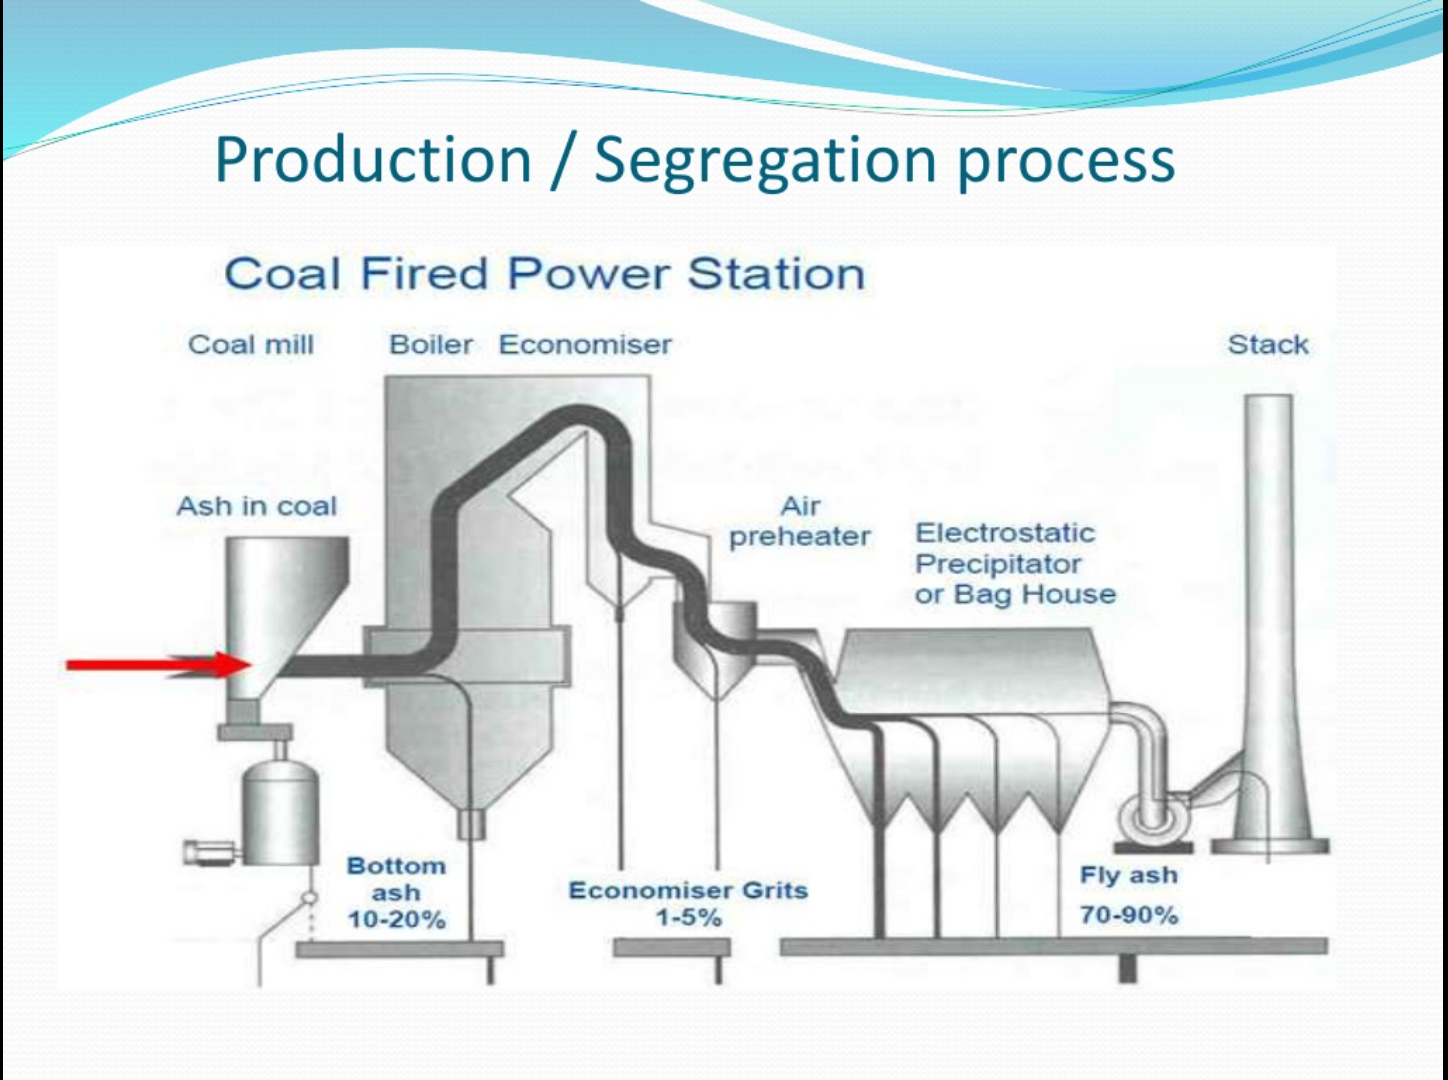 Production / Segregation process
Coal Fired Power Station
Coal mill
Boiler
Economiser
Stack
Ash in coal
Air
preheater
Electrostatic
Precipitator
or Bag House
Bottom
ash
10-20%
Economiser Grits
1-5%
Fly ash
70-90%